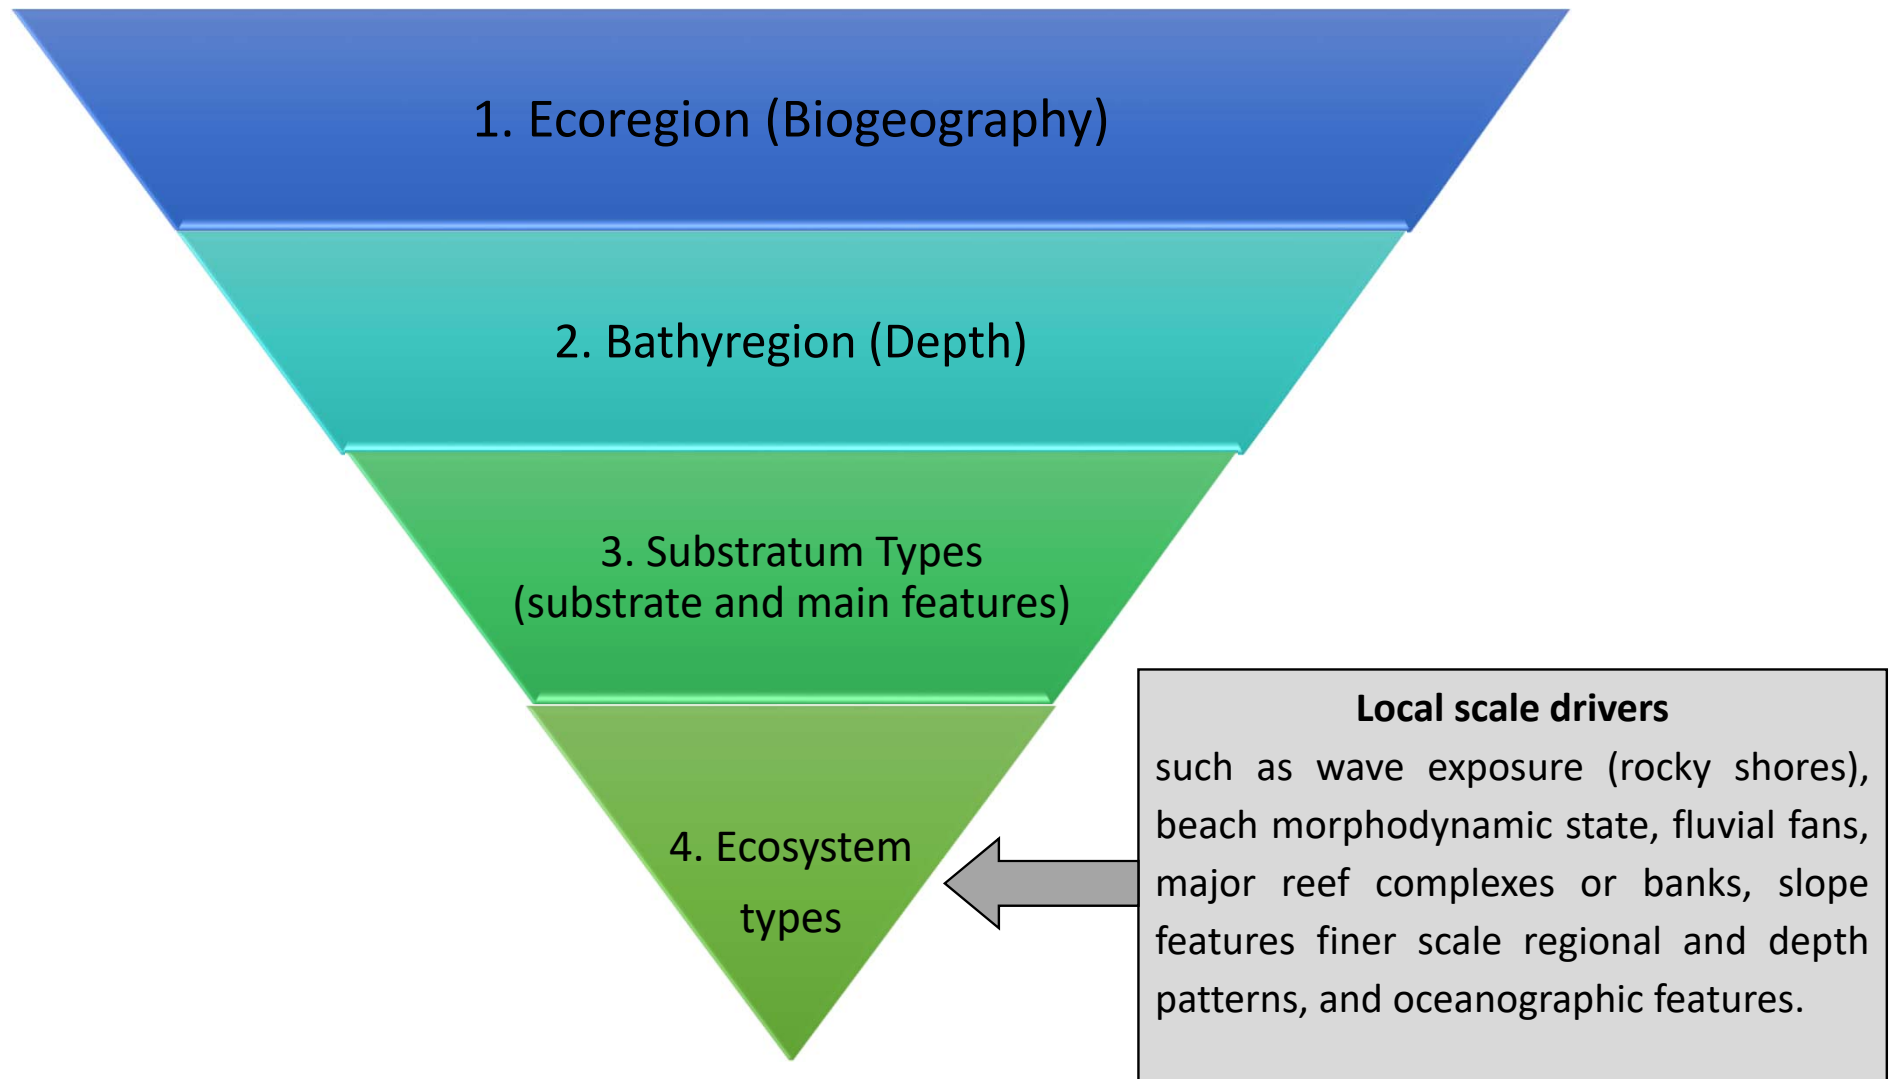 1. Ecoregion (Biogeography)
2. Bathyregion (Depth)
3. Substratum Types
(substrate and main features)
4. Ecosystem
types
Local scale drivers
such as wave exposure (rocky shores),
beach morphodynamic state, fluvial fans,
major reef complexes or banks, slope
features finer scale regional and depth
patterns, and oceanographic features.